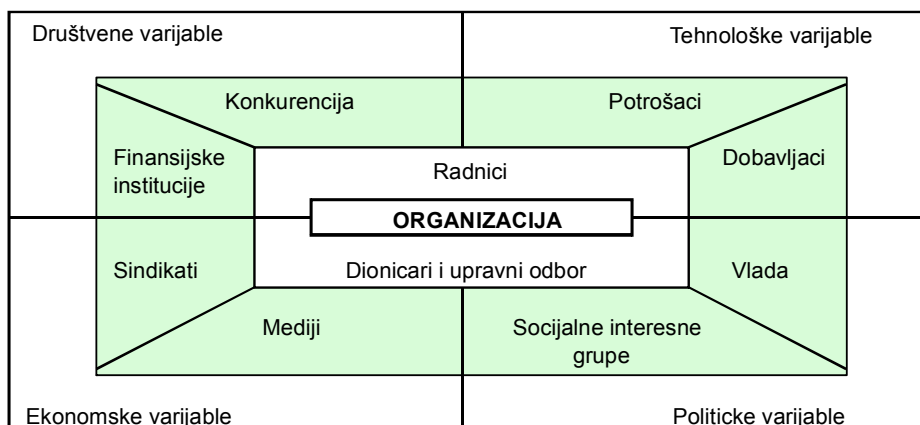 Društvene varijable
Tehnološke varijable
Konkurencija
Potrošaci
Finansijske
institucije
Radnici
Dobavljaci
ORGANIZACIJA
Sindikati
Dionicari i upravni odbor
Vlada
Mediji
Socijalne interesne
grupe
Ekonomske varijable
Politicke varijable